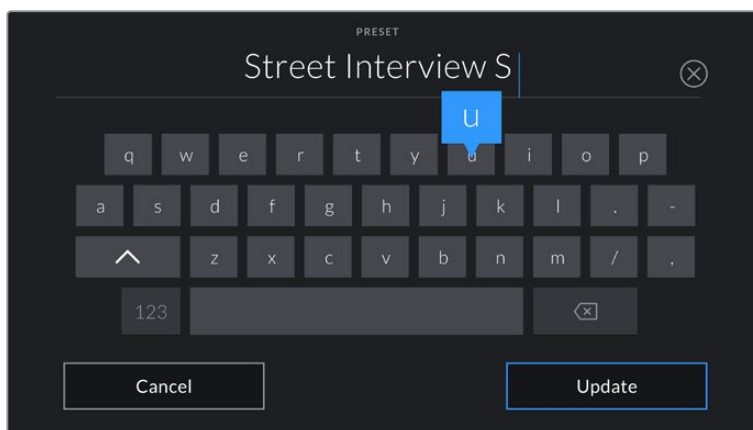 PRESET
Street Interview S
u
q w e r t y u i o p
a s d f g h j k l . -
z x c v b n m / ,
123
Cancel Update